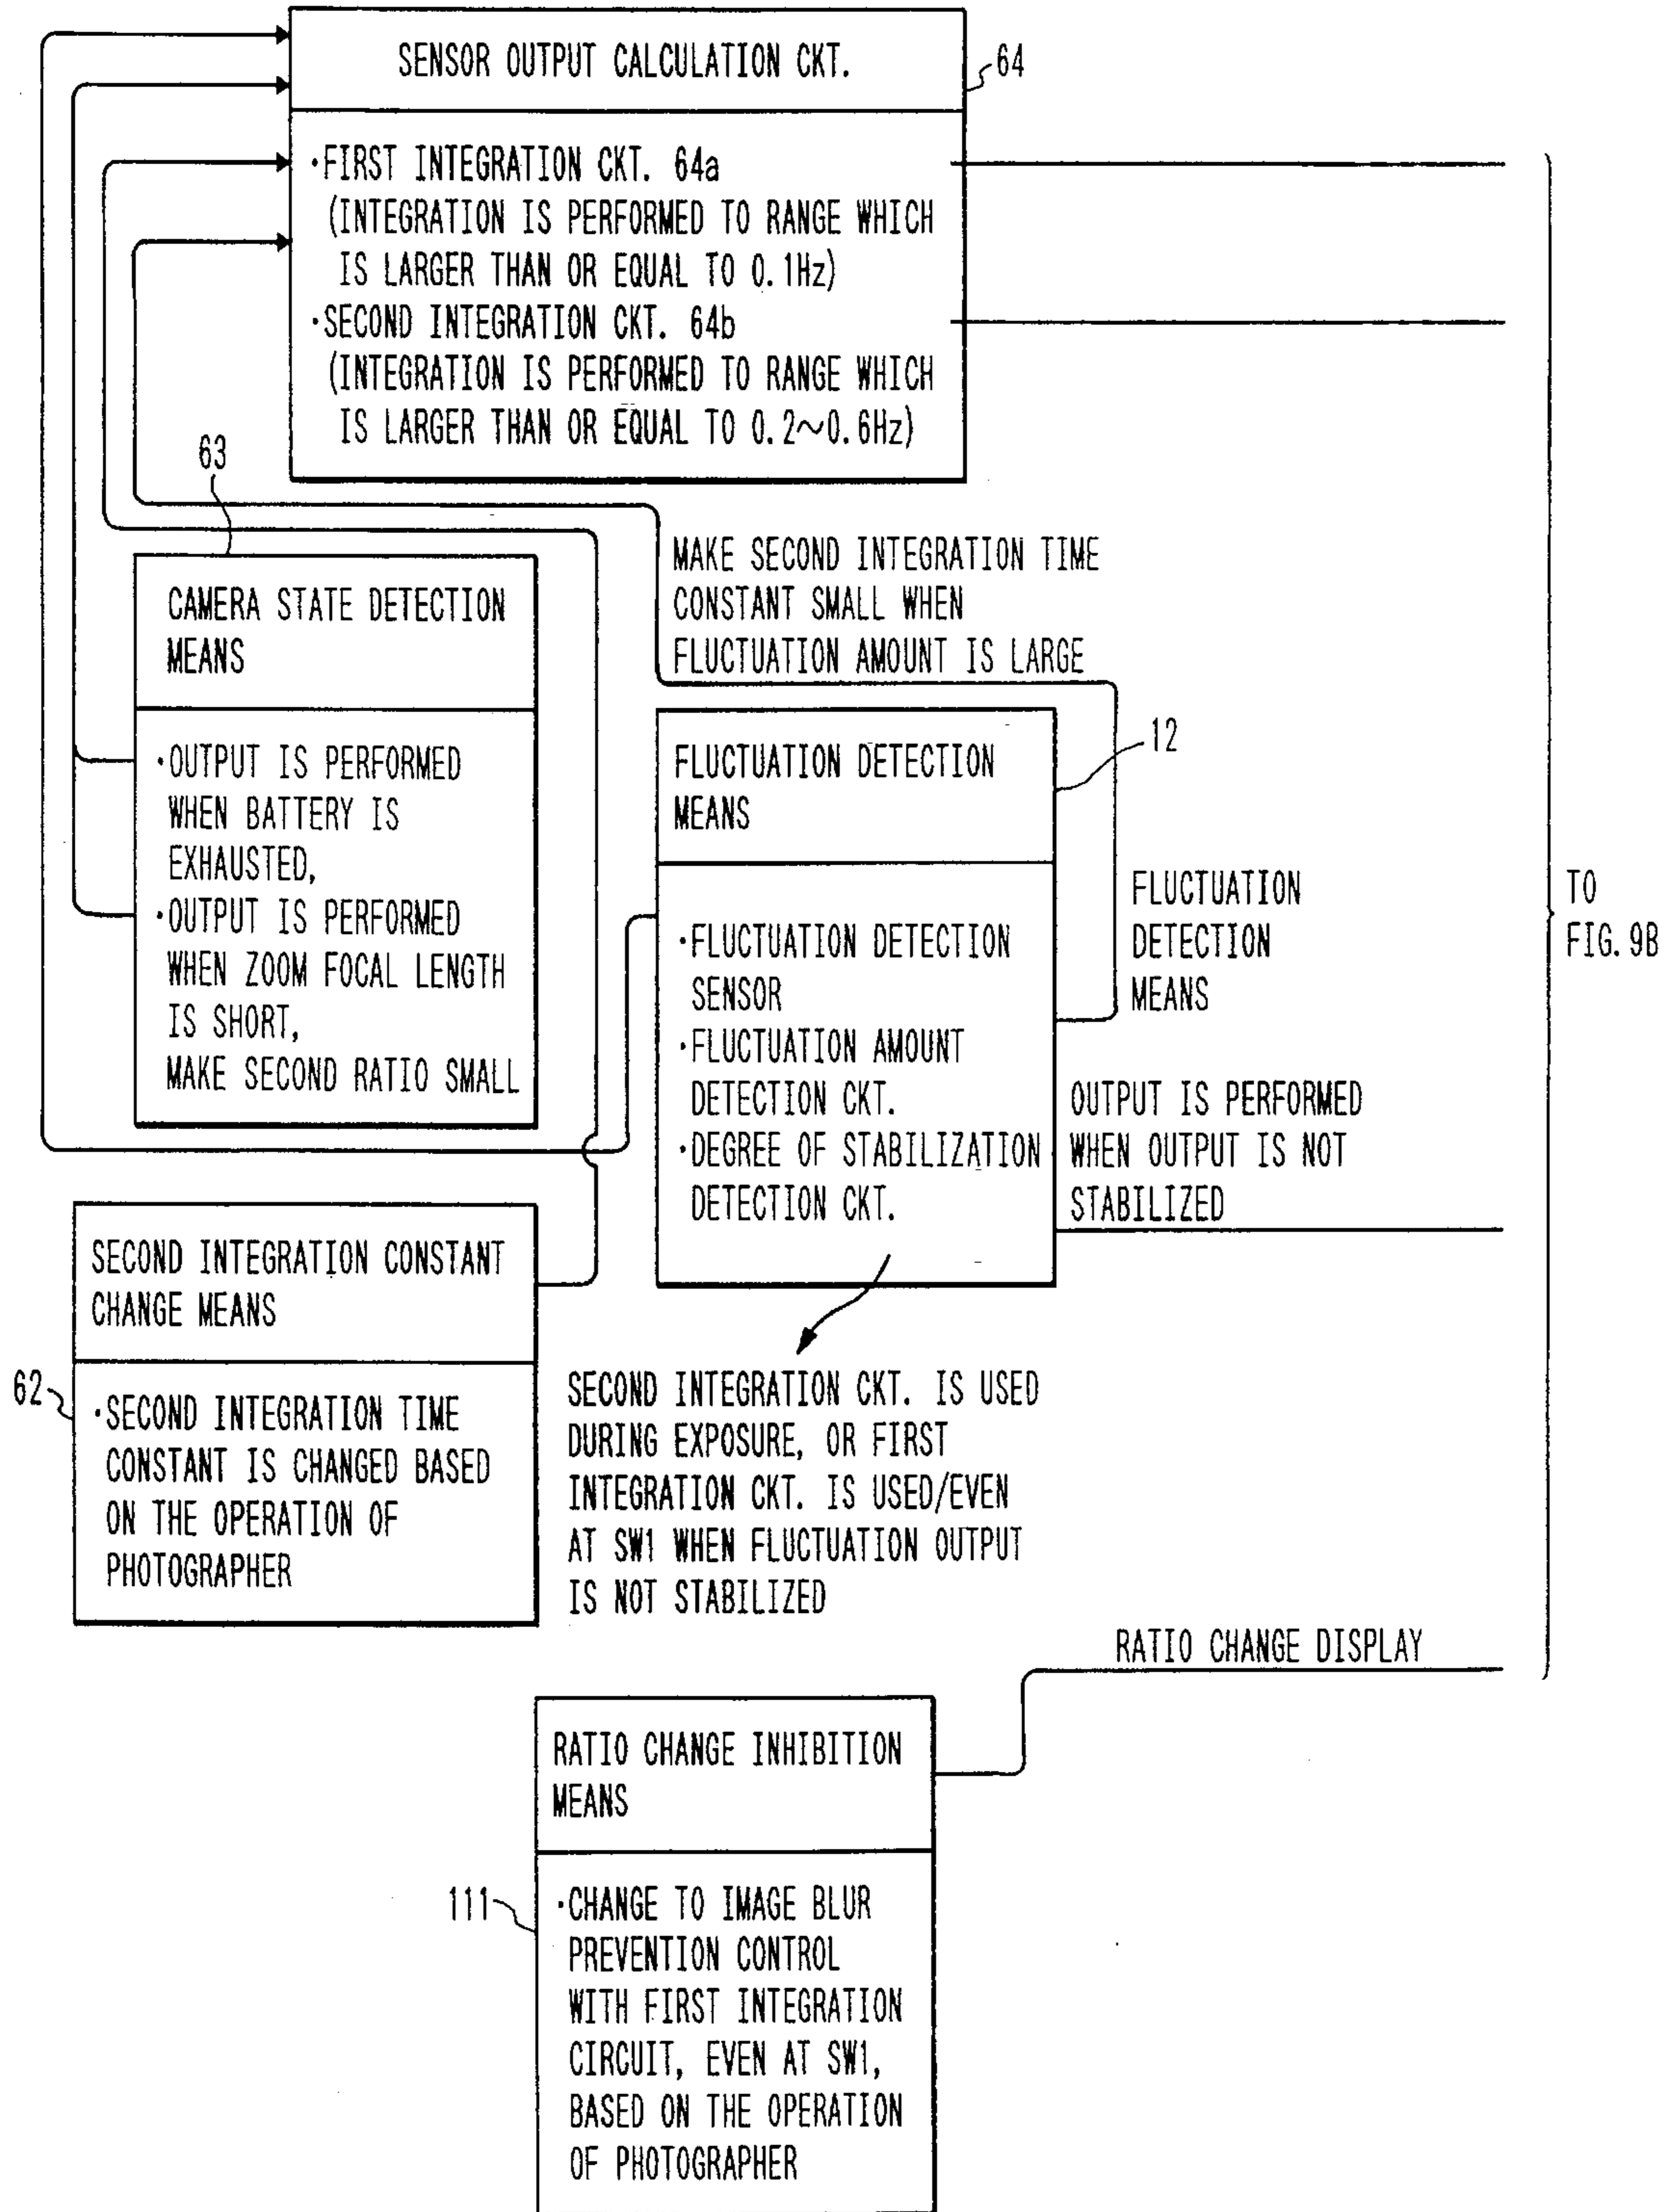 SENSOR OUTPUT CALCULATION CKT.
64
·FIRST INTEGRATION CKT. 64a
(INTEGRATION IS PERFORMED TO RANGE WHICH
IS LARGER THAN OR EQUAL TO 0.1Hz)
·SECOND INTEGRATION CKT. 64b
(INTEGRATION IS PERFORMED TO RANGE WHICH
IS LARGER THAN OR EQUAL TO 0.2~0.6Hz)
63
CAMERA STATE DETECTION
MEANS
·OUTPUT IS PERFORMED
WHEN BATTERY IS
EXHAUSTED,
·OUTPUT IS PERFORMED
WHEN ZOOM FOCAL LENGTH
IS SHORT,
MAKE SECOND RATIO SMALL
MAKE SECOND INTEGRATION TIME
CONSTANT SMALL WHEN
FLUCTUATION AMOUNT IS LARGE
12
FLUCTUATION DETECTION
MEANS
·FLUCTUATION DETECTION
SENSOR
·FLUCTUATION AMOUNT
DETECTION CKT.
·DEGREE OF STABILIZATION
DETECTION CKT.
FLUCTUATION
DETECTION
MEANS
TO
FIG. 9B
OUTPUT IS PERFORMED
WHEN OUTPUT IS NOT
STABILIZED
SECOND INTEGRATION CONSTANT
CHANGE MEANS
62
·SECOND INTEGRATION TIME
CONSTANT IS CHANGED BASED
ON THE OPERATION OF
PHOTOGRAPHER
SECOND INTEGRATION CKT. IS USED
DURING EXPOSURE, OR FIRST
INTEGRATION CKT. IS USED/EVEN
AT SW1 WHEN FLUCTUATION OUTPUT
IS NOT STABILIZED
RATIO CHANGE DISPLAY
RATIO CHANGE INHIBITION
MEANS
111
·CHANGE TO IMAGE BLUR
PREVENTION CONTROL
WITH FIRST INTEGRATION
CIRCUIT, EVEN AT SW1,
BASED ON THE OPERATION
OF PHOTOGRAPHER